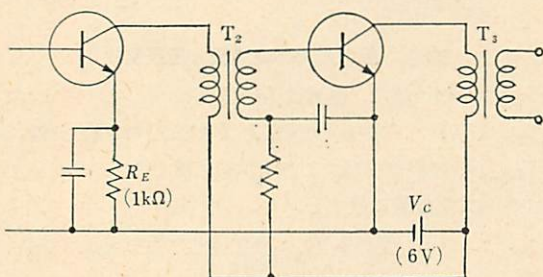 T₂
T₃
R_E
(1kΩ)
V_C
(6V)